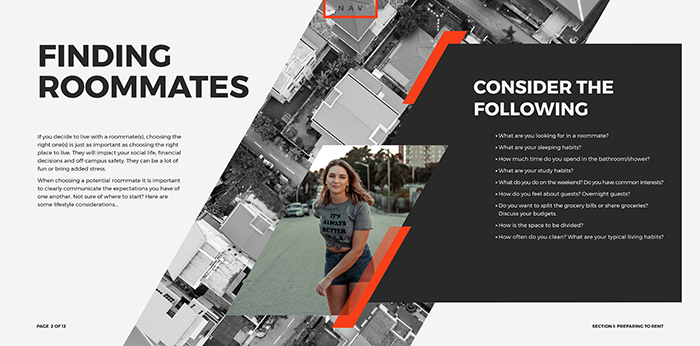 NAV
FINDING
ROOMMATES
If you decide to live with a roommate(s), choosing the
right one(s) is just as important as choosing the right
place to live. They will impact your social life, financial
decisions and off campus safety. They can be a lot of
fun or bring added stress.
When choosing a potential roommate it is important
to clearly communicate the expectations you have of
one another. Not sure of where to start? Here are
some lifestyle considerations...
IT'S
ALWAYS
BETTER
CONSIDER THE
FOLLOWING
• What are you looking for in a roommate?
• What are your sleeping habits?
• How much time do you spend in the bathroom/shower?
• What are your study habits?
• What do you do on the weekend? Do you have common interests?
• How do you feel about guests? Overnight guests?
• Do you want to split the grocery bills or share groceries?
Discuss your budgets.
• How is the space to be divided?
• How often do you clean? What are your typical living habits?
PAGE 2 OF 12
SECTION 1: PREPARING TO RENT